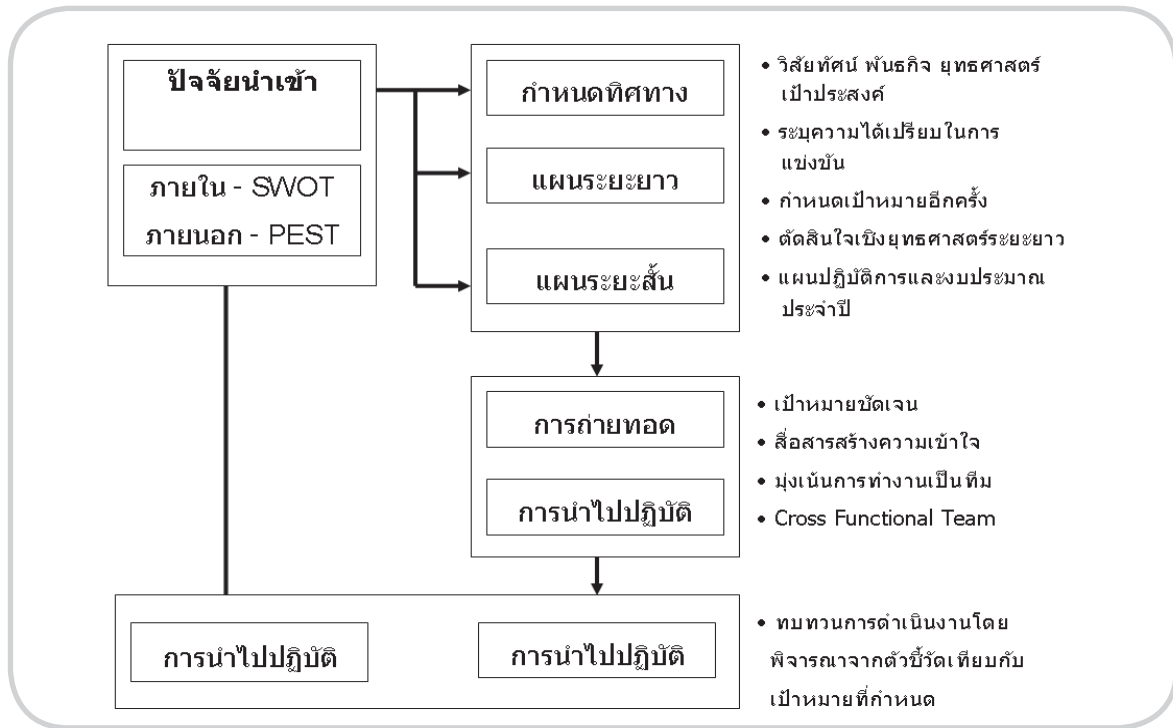 ปัจจัยนำเข้า
ภายใน - SWOT
ภายนอก - PEST
กำหนดทิศทาง
แผนระยะยาว
แผนระยะสั้น
• วิสัยทัศน์ พันธกิจ ยุทธศาสตร์
เป้าประสงค์
• ระบุความได้เปรียบในการ
แข่งขัน
• กำหนดเป้าหมายอีกครั้ง
• ตัดสินใจเชิงยุทธศาสตร์ระยะยาว
• แผนปฏิบัติการและงบประมาณ
ประจำปี
การถ่ายทอด
การนำไปปฏิบัติ
• เป้าหมายชัดเจน
• สื่อสารสร้างความเข้าใจ
• มุ่งเน้นการทำงานเป็นทีม
• Cross Functional Team
การนำไปปฏิบัติ
การนำไปปฏิบัติ
• ทบทวนการดำเนินงานโดย
พิจารณาจากตัวชี้วัดเทียบกับ
เป้าหมายที่กำหนด